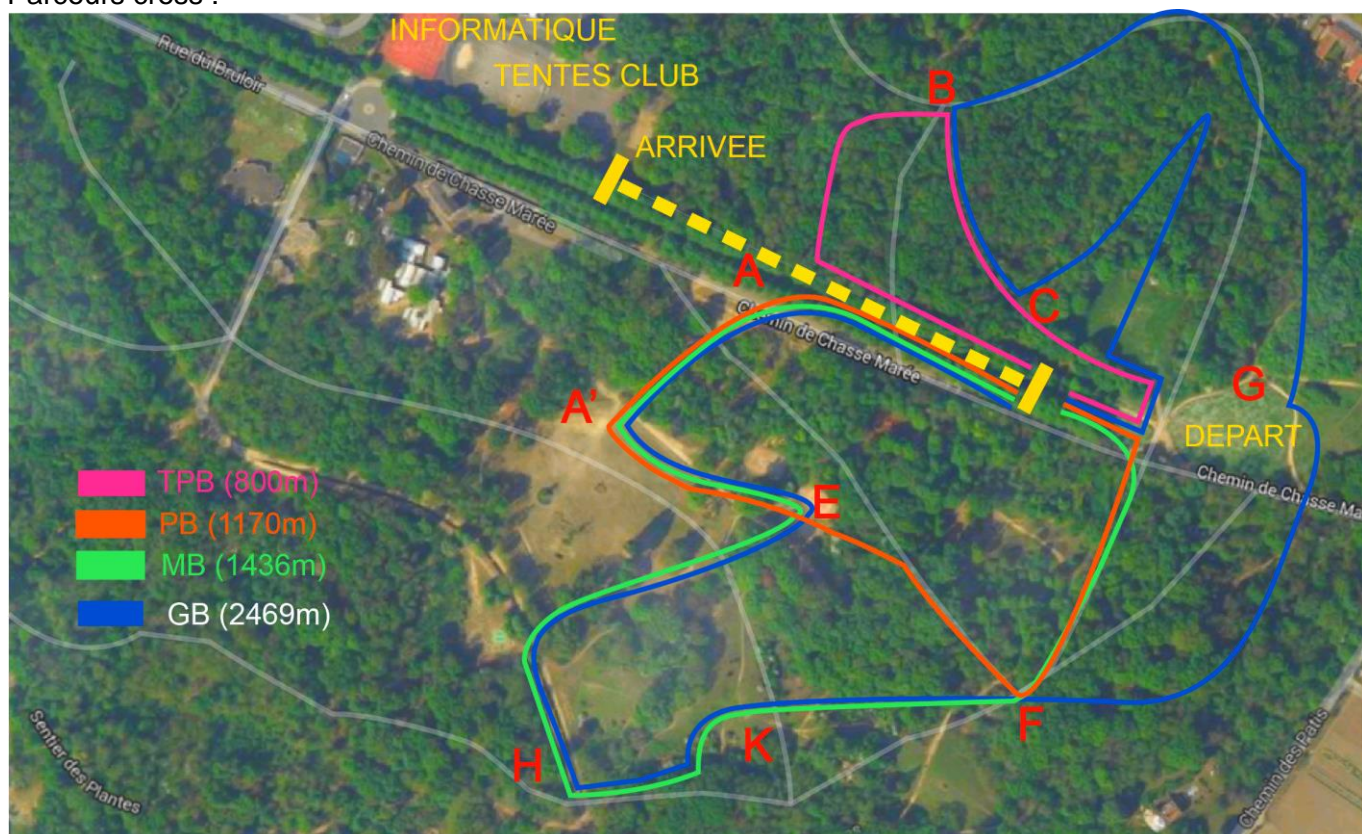 Parcours cross :
INFORMATIQUE
TENTES CLUB
Rue du Bruloir
B
Chemin de Chasse Marée
ARRIVEE
A
Chemin de Chasse Marée
C
G
A'
DEPART
Chemin de Chasse Ma
TPB (800m)
E
PB (1170m)
MB (1436m)
GB (2469m)
F
K
H
Sentier des Plantes
Chemin des Patis